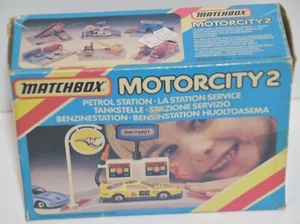 MATCHBOX
MOTORCITY 2
MATCHBOX
MOTORCITY 2
PETROL STATION · LA STATION SERVICE
TANKSTELLE · STAZIONE SERVIZIO
BENZINESTATION · BENSINSTATION HUOLTOASEMA
MATCHBOX